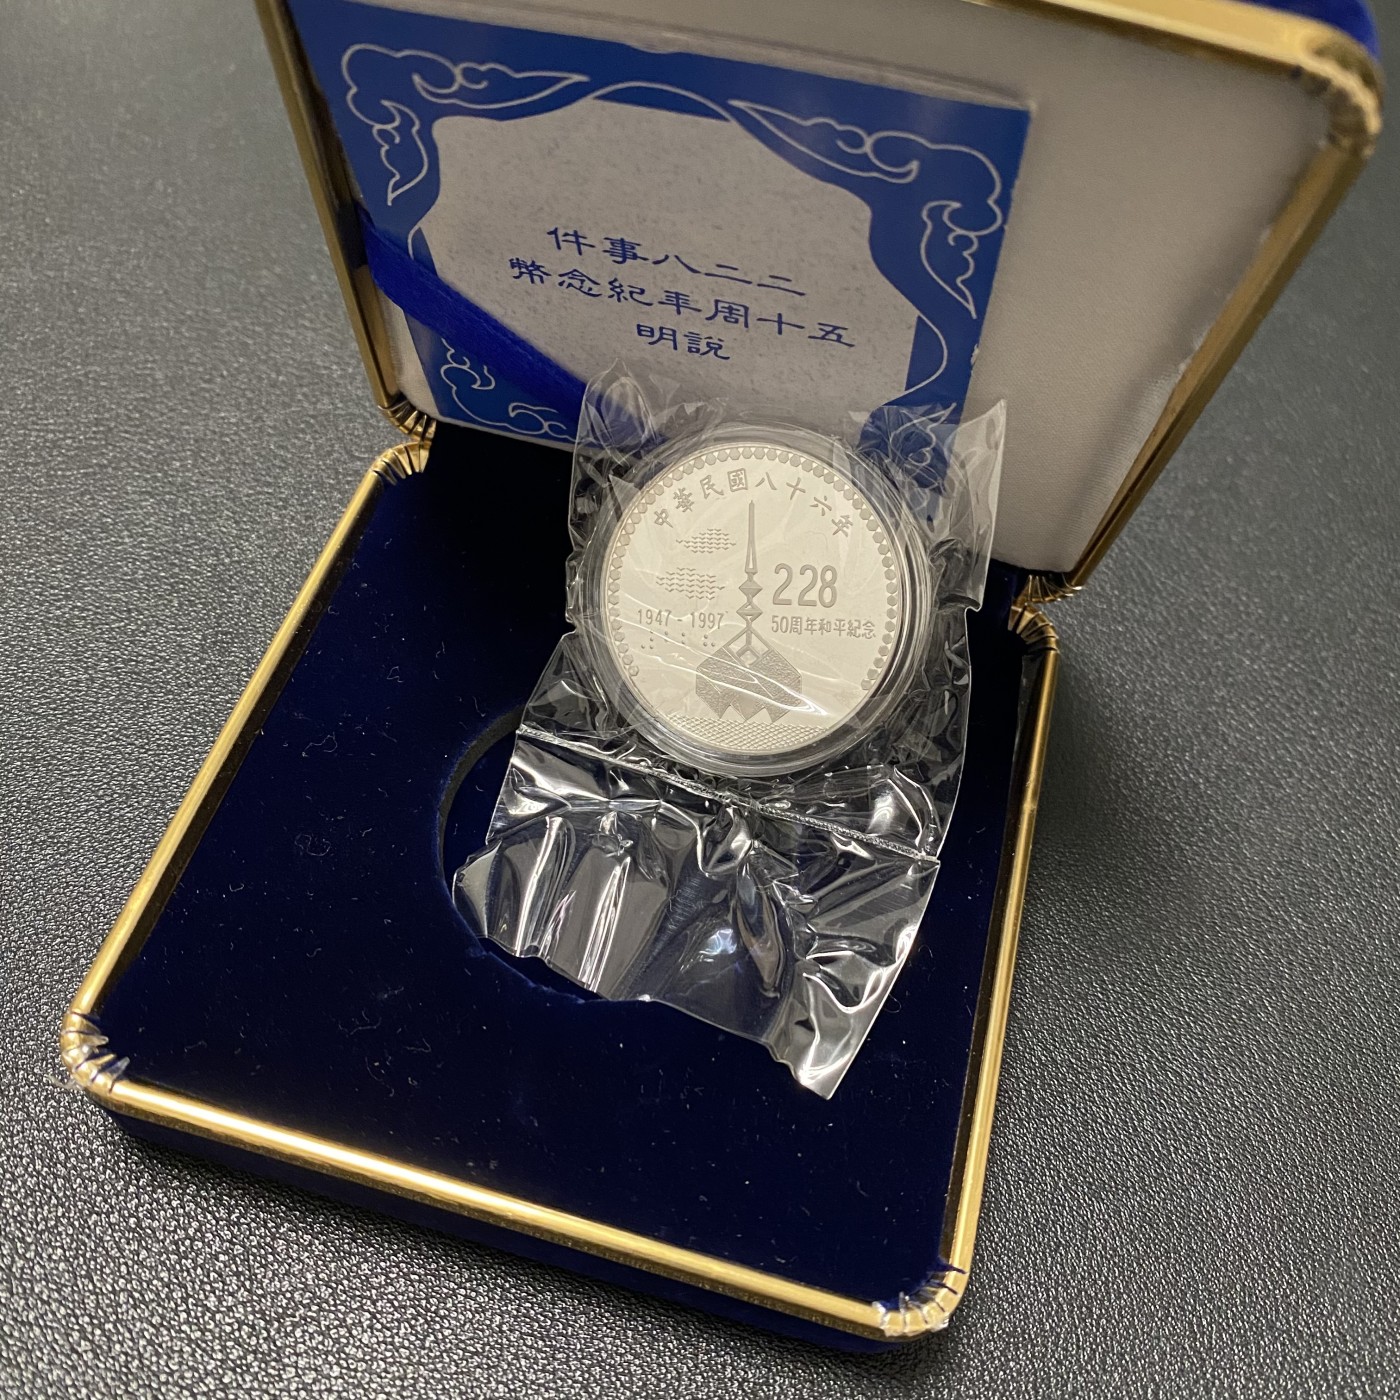 二二八事件
五十周年紀念幣
說明
中華民國八十六年
228
1947-1997
50周年和平紀念